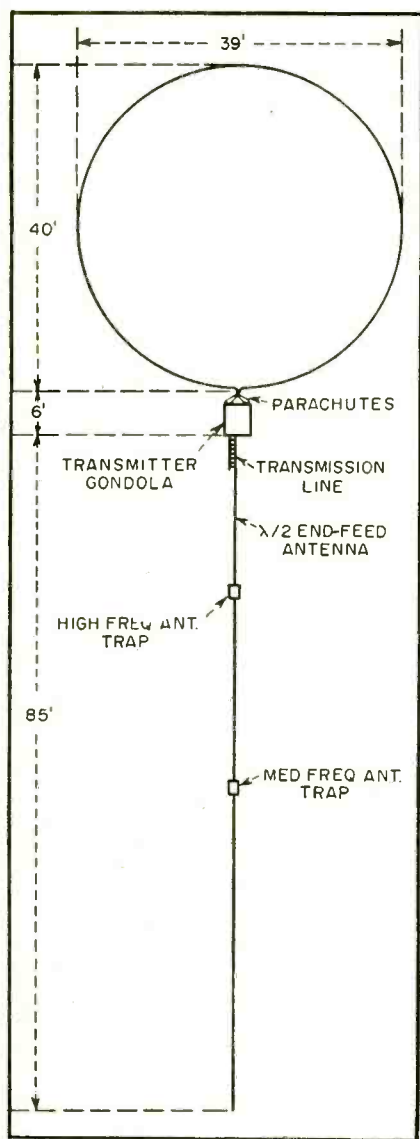 39'
40'
6'
PARACHUTES
TRANSMITTER
GONDOLA
TRANSMISSION
LINE
λ/2 END-FEED
ANTENNA
HIGH FREQ ANT.
TRAP
85'
MED FREQ ANT.
TRAP